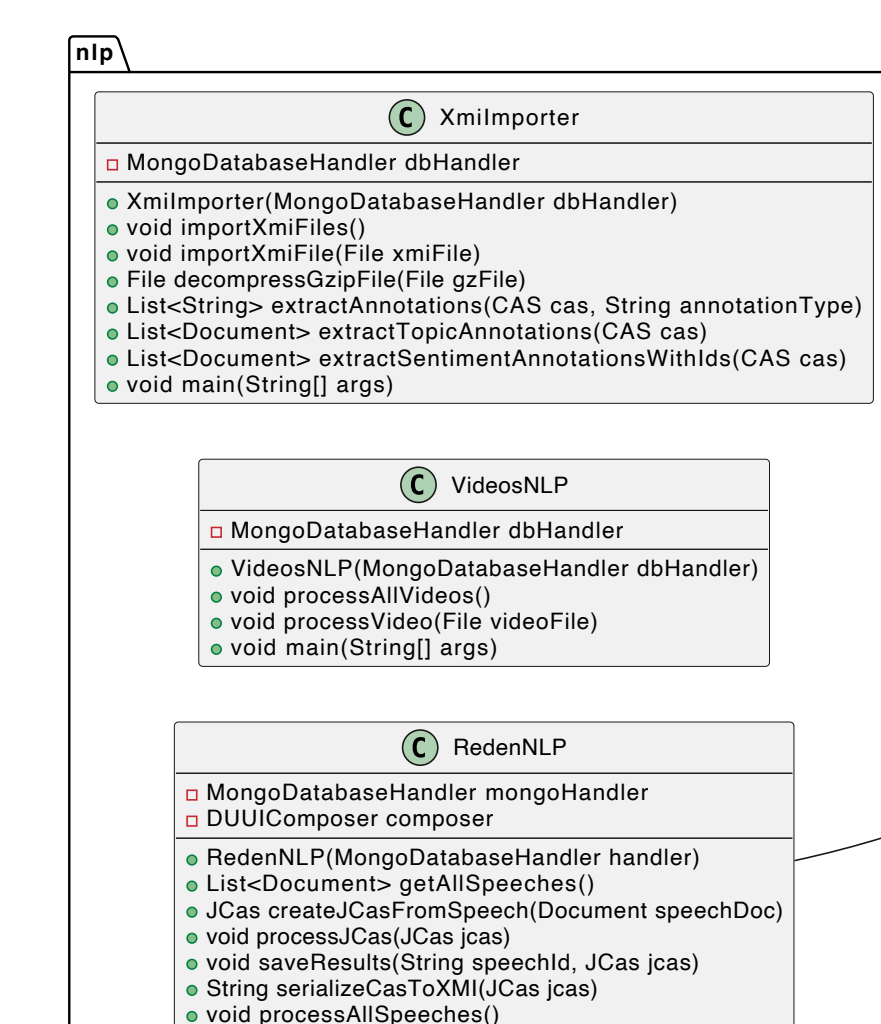 nlp
C XmiImporter
MongoDatabaseHandler dbHandler
XmiImporter(MongoDatabaseHandler dbHandler)
void importXmiFiles()
void importXmiFile(File xmiFile)
File decompressGzipFile(File gzFile)
List<String> extractAnnotations(CAS cas, String annotationType)
List<Document> extractTopicAnnotations(CAS cas)
List<Document> extractSentimentAnnotationsWithIds(CAS cas)
void main(String[] args)
C VideosNLP
MongoDatabaseHandler dbHandler
VideosNLP(MongoDatabaseHandler dbHandler)
void processAllVideos()
void processVideo(File videoFile)
void main(String[] args)
C RedenNLP
MongoDatabaseHandler mongoHandler
DUUIComposer composer
RedenNLP(MongoDatabaseHandler handler)
List<Document> getAllSpeeches()
JCas createJCasFromSpeech(Document speechDoc)
void processJCas(JCas jcas)
void saveResults(String speechId, JCas jcas)
String serializeCasToXMI(JCas jcas)
void processAllSpeeches()